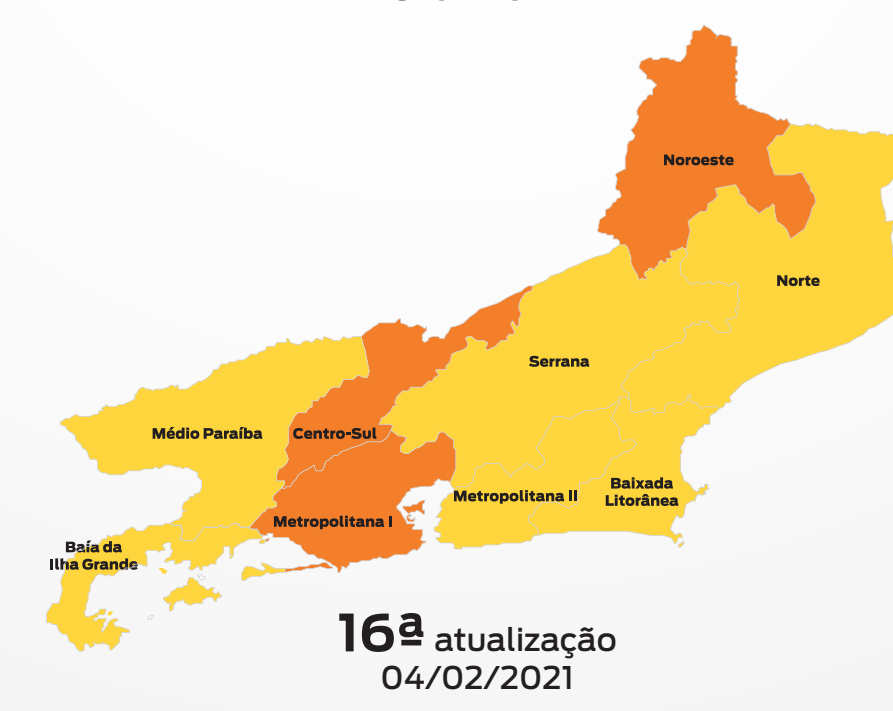 Noroeste
Norte
Serrana
Médio Paraíba
Centro-Sul
Metropolitana II
Baixada
Litorânea
Metropolitana I
Baía da
Ilha Grande
16ª atualização
04/02/2021